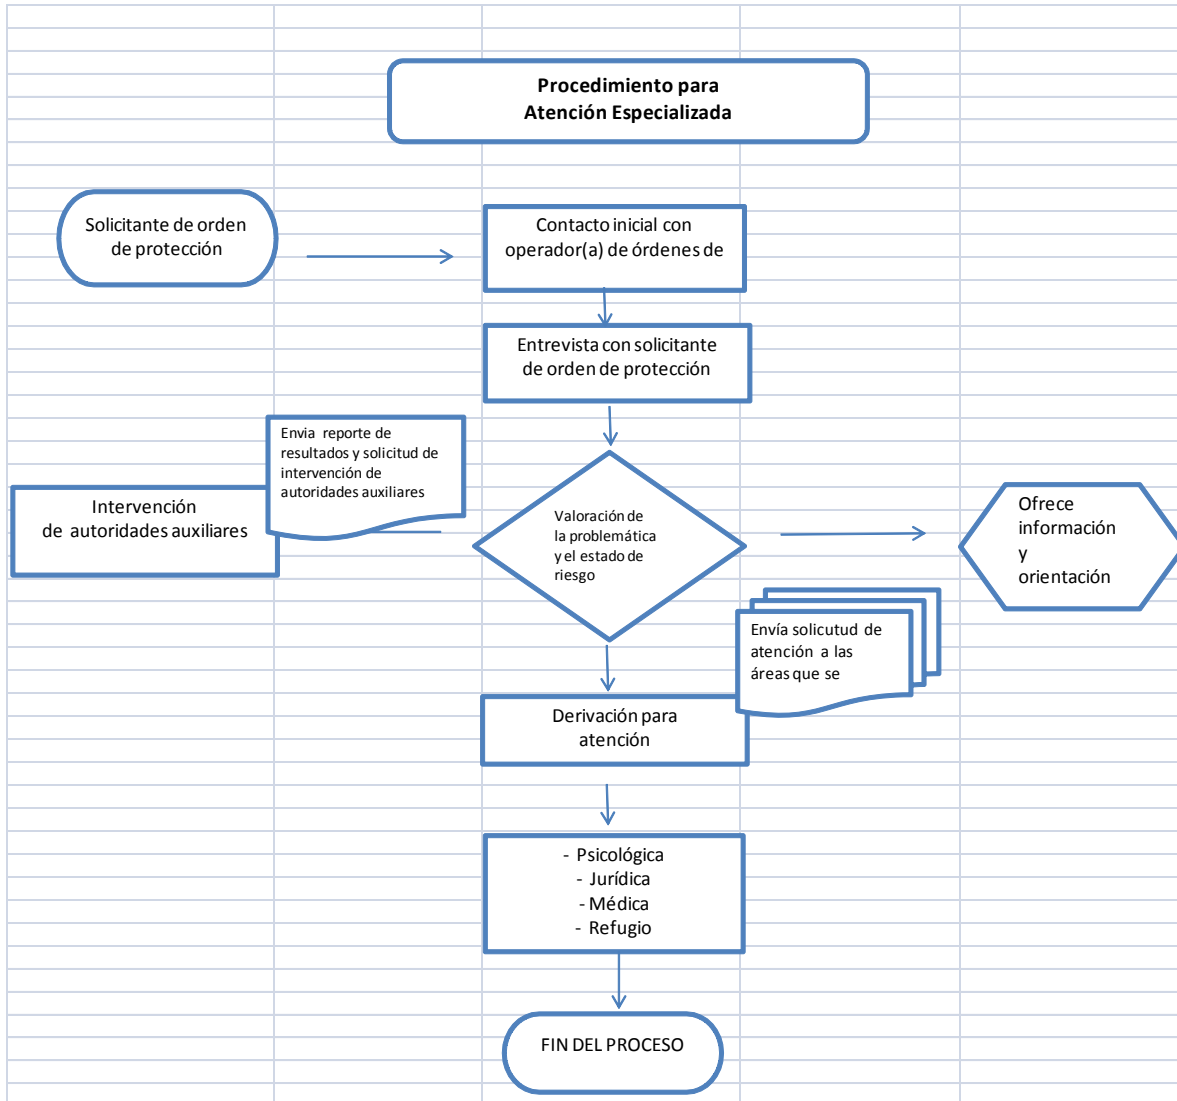 Procedimiento para
Atención Especializada
Solicitante de orden
de protección
Contacto inicial con
operador(a) de órdenes de
Entrevista con solicitante
de orden de protección
Envia reporte de
resultados y solicitud de
intervención de
autoridades auxiliares
Intervención
de autoridades auxiliares
Valoración de
la problemática
y el estado de
riesgo
Ofrece
información
y
orientación
Envía solicutud de
atención a las
áreas que se
Derivación para
atención
- Psicológica
- Jurídica
- Médica
- Refugio
FIN DEL PROCESO